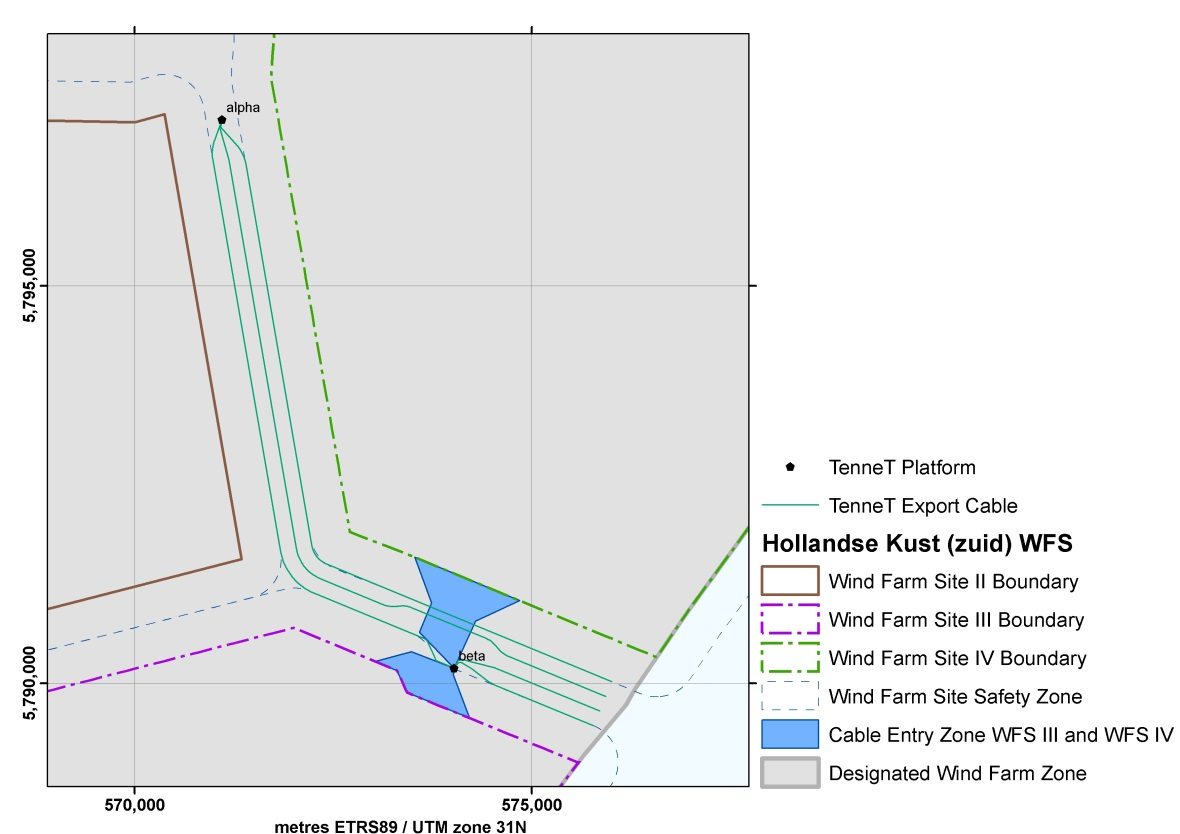 alpha
5,795,000
beta
5,790,000
570,000
575,000
metres ETRS89 / UTM zone 31N
TenneT Platform
TenneT Export Cable
Hollandse Kust (zuid) WFS
Wind Farm Site II Boundary
Wind Farm Site III Boundary
Wind Farm Site IV Boundary
Wind Farm Site Safety Zone
Cable Entry Zone WFS III and WFS IV
Designated Wind Farm Zone